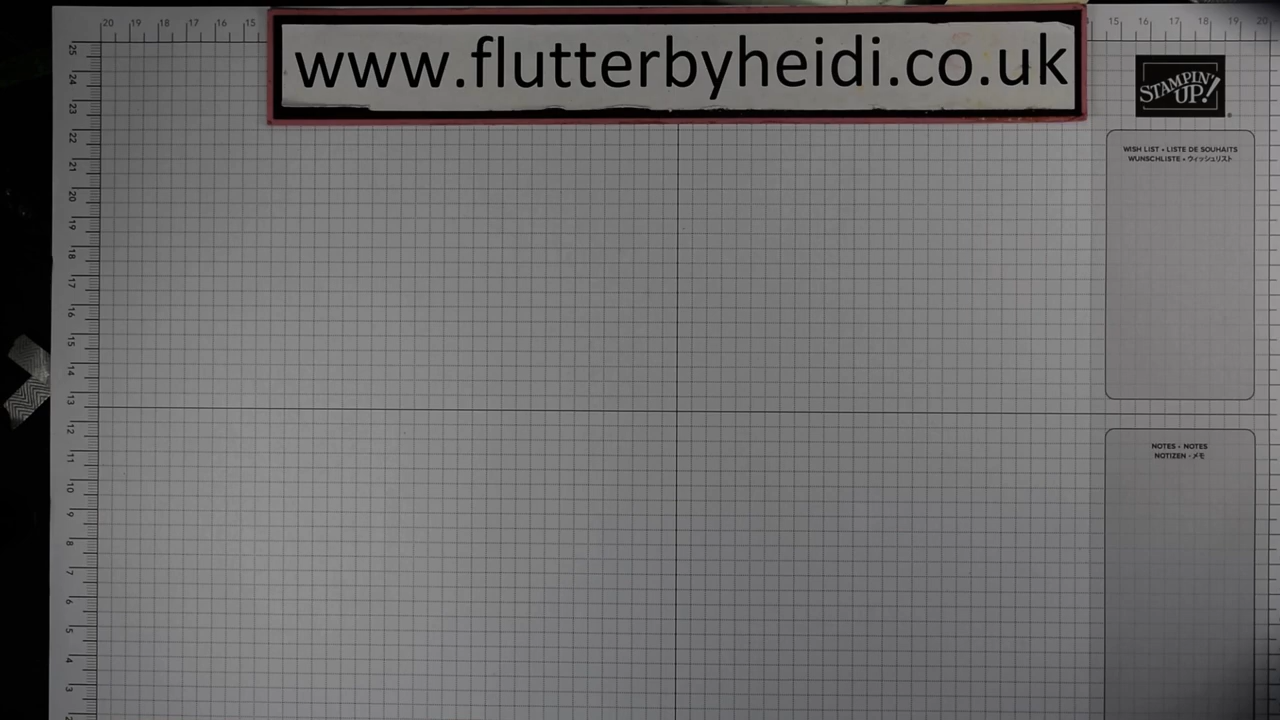 20 19 18 17 16 15
www.flutterbyheidi.co.uk
15 16 17 18 19 20
STAMPIN' UP!
WISH LIST • LISTE DE SOUHAITS
WUNSCHLISTE • ウィッシュリスト
NOTES • NOTES
NOTIZEN • メモ
25
24
23
22
21
20
19
18
17
16
15
14
13
12
11
10
9
8
7
6
5
4
3